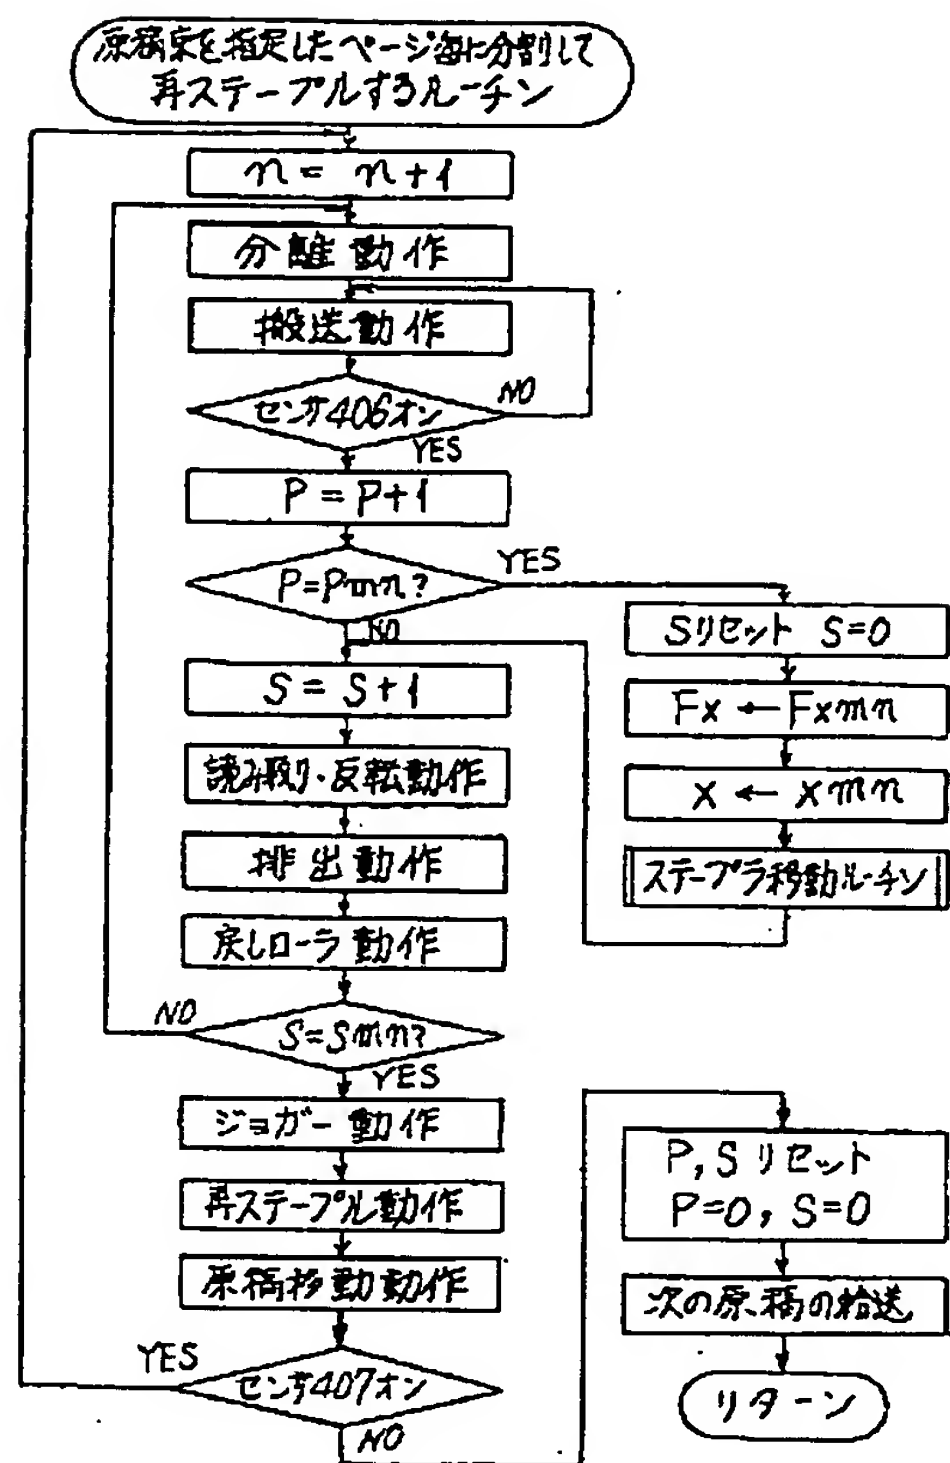 原稿束を指定したページ毎に分割して
再ステープルするルーチン
n = n+1
分離動作
搬送動作
センサ406オン
NO
YES
P = P+1
P=Pmn?
YES
NO
Sリセット S=0
Fx ← Fxmn
x ← xmn
ステープラ移動ルーチン
S = S+1
読み取り・反転動作
排出動作
戻しローラ動作
S=Smn?
NO
YES
ジョガー動作
再ステープル動作
原稿移動動作
センサ407オン
YES
NO
P,Sリセット
P=0, S=0
次の原稿の給送
リターン